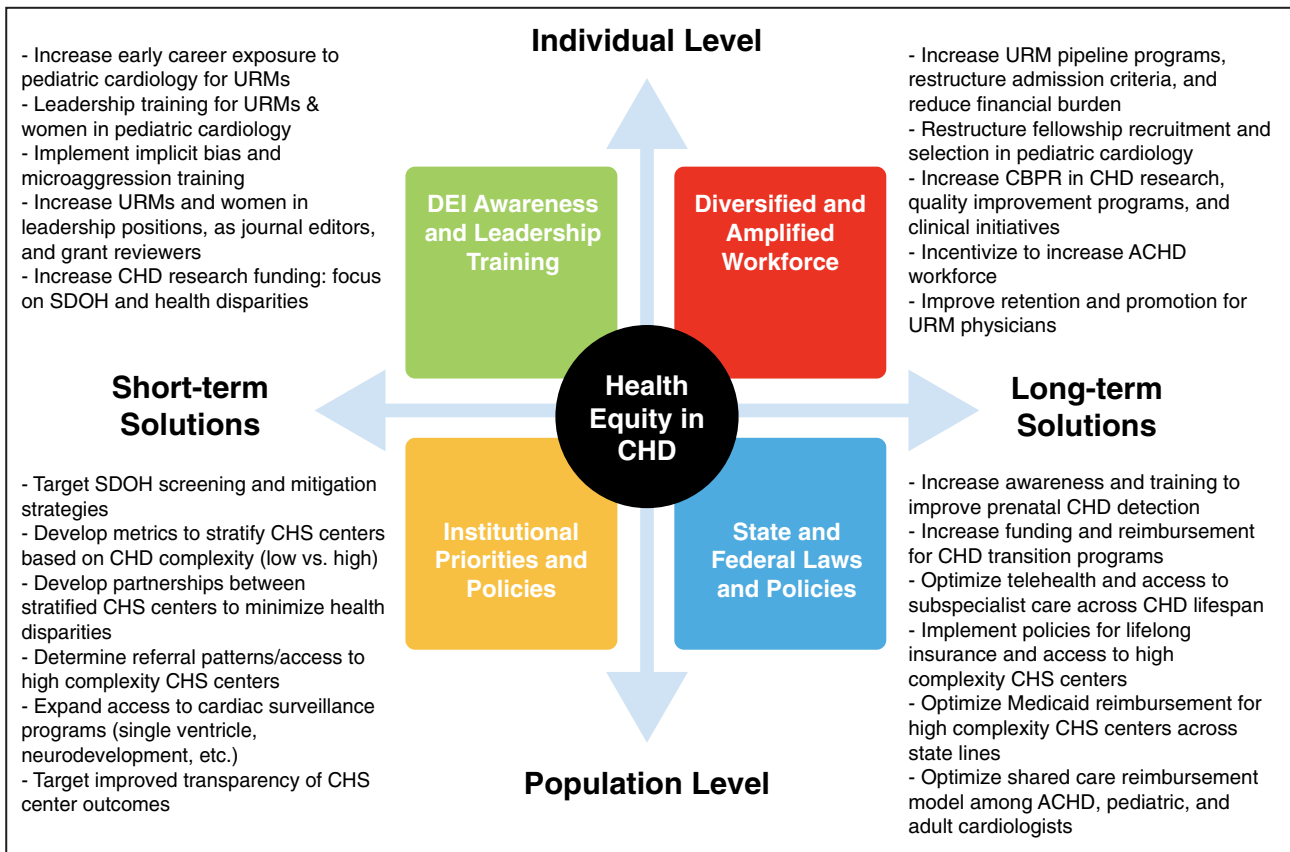 Individual Level
- Increase early career exposure to
pediatric cardiology for URMs
- Leadership training for URMs &
women in pediatric cardiology
- Implement implicit bias and
microaggression training
- Increase URMs and women in
leadership positions, as journal editors,
and grant reviewers
- Increase CHD research funding: focus
on SDOH and health disparities
- Increase URM pipeline programs,
restructure admission criteria, and
reduce financial burden
- Restructure fellowship recruitment and
selection in pediatric cardiology
- Increase CBPR in CHD research,
quality improvement programs, and
clinical initiatives
- Incentivize to increase ACHD
workforce
- Improve retention and promotion for
URM physicians
DEI Awareness
and Leadership
Training
Diversified and
Amplified
Workforce
Short-term
Solutions
Health
Equity in
CHD
Long-term
Solutions
Institutional
Priorities and
Policies
State and
Federal Laws
and Policies
- Target SDOH screening and mitigation
strategies
- Develop metrics to stratify CHS centers
based on CHD complexity (low vs. high)
- Develop partnerships between
stratified CHS centers to minimize health
disparities
- Determine referral patterns/access to
high complexity CHS centers
- Expand access to cardiac surveillance
programs (single ventricle,
neurodevelopment, etc.)
- Target improved transparency of CHS
center outcomes
- Increase awareness and training to
improve prenatal CHD detection
- Increase funding and reimbursement
for CHD transition programs
- Optimize telehealth and access to
subspecialist care across CHD lifespan
- Implement policies for lifelong
insurance and access to high
complexity CHS centers
- Optimize Medicaid reimbursement for
high complexity CHS centers across
state lines
- Optimize shared care reimbursement
model among ACHD, pediatric, and
adult cardiologists
Population Level